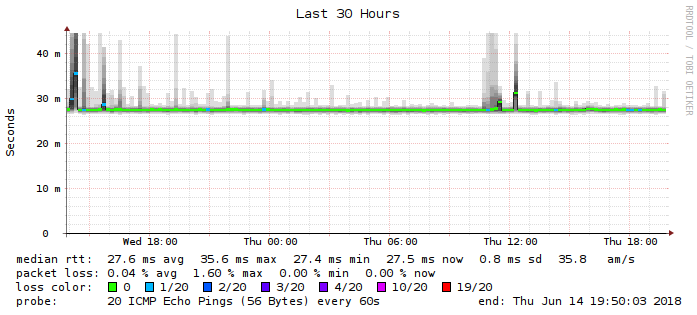 Last 30 Hours
RRDTOOL / TOBI OETIKER
Seconds
40 m
30 m
20 m
10 m
0
Wed 18:00 Thu 00:00 Thu 06:00 Thu 12:00 Thu 18:00
median rtt: 27.6 ms avg 35.6 ms max 27.4 ms min 27.5 ms now 0.8 ms sd 35.8 am/s
packet loss: 0.04 % avg 1.60 % max 0.00 % min 0.00 % now
loss color: 0 1/20 2/20 3/20 4/20 10/20 19/20
probe: 20 ICMP Echo Pings (56 Bytes) every 60s end: Thu Jun 14 19:50:03 2018